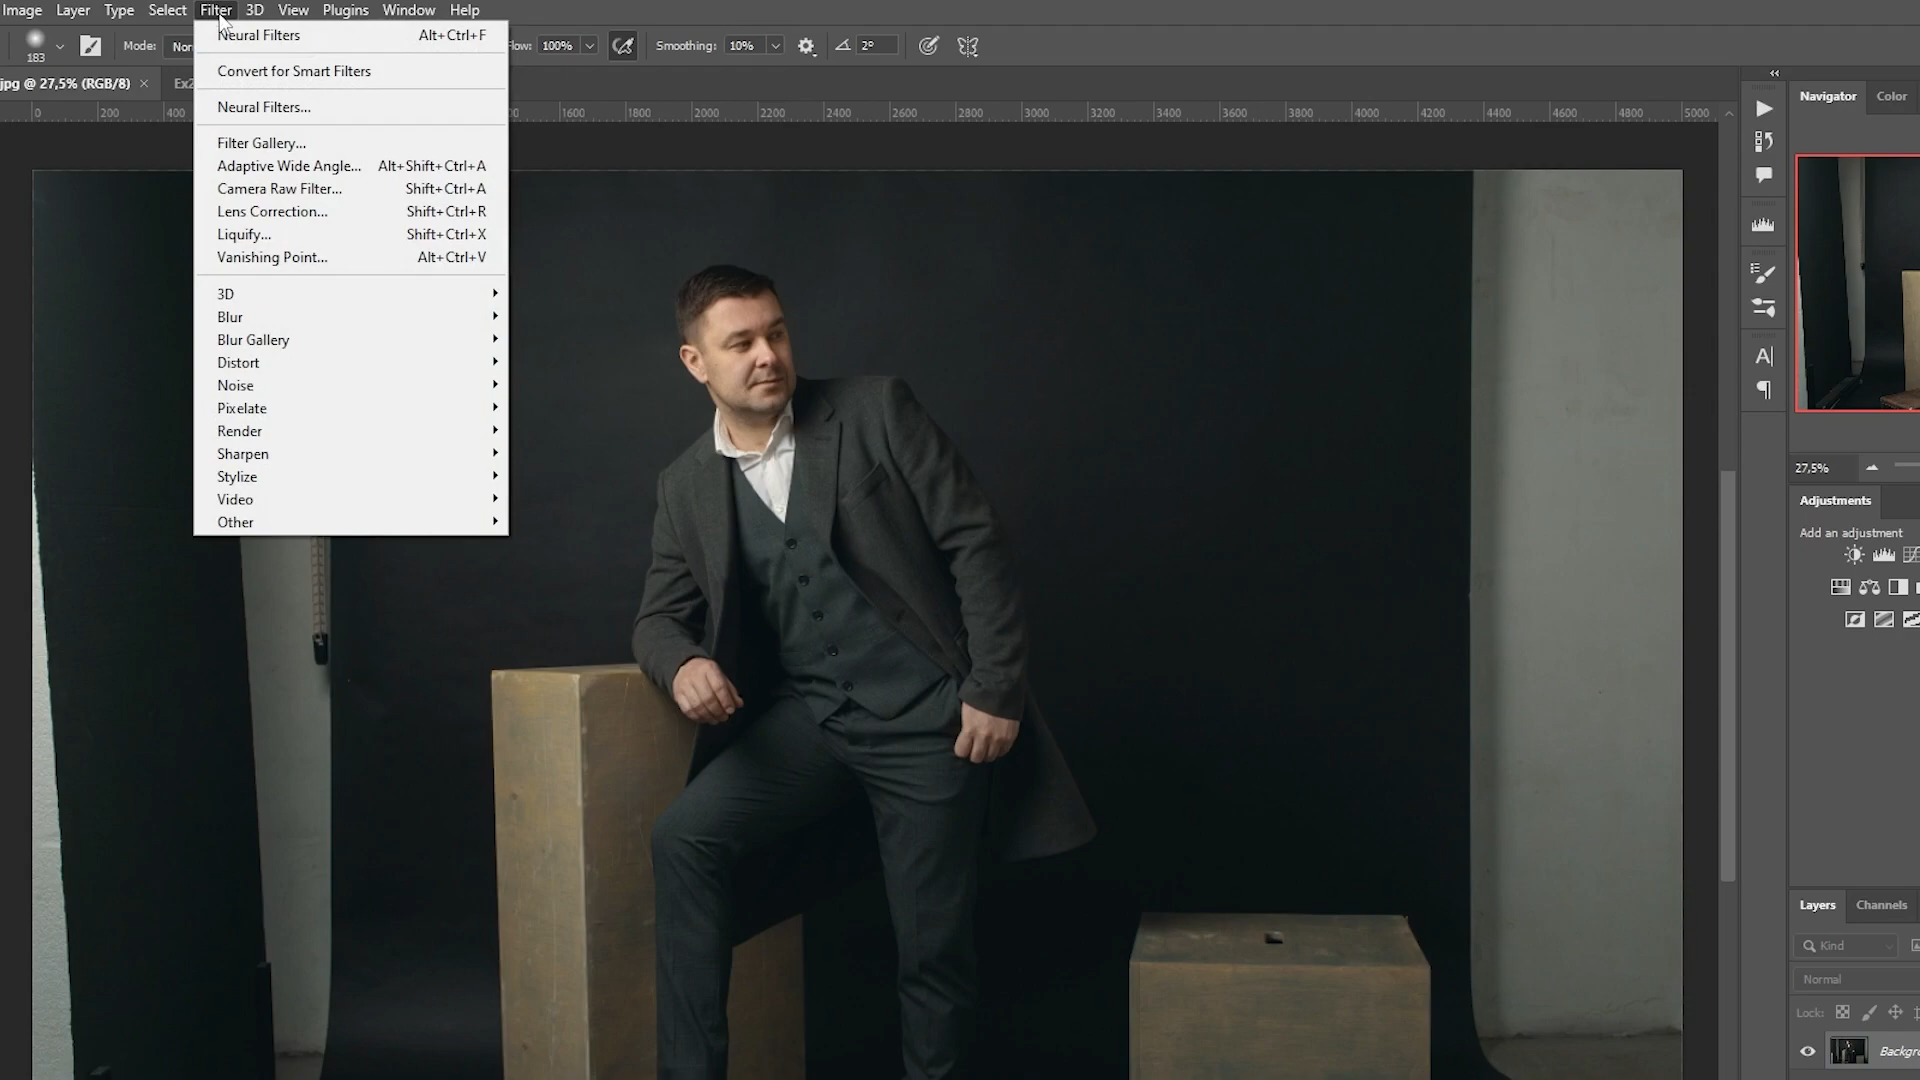 Image Layer Type Select Filter 3D View Plugins Window Help
183 Mode: Flow: 100% Smoothing: 10% 2°
jpg @ 27,5% (RGB/8) ×
0 200 400 1600 1800 2000 2200 2400 2600 2800 3000 3200 3400 3600 3800 4000 4200 4400 4600 4800 5000
Neural Filters Alt+Ctrl+F
Convert for Smart Filters
Neural Filters...
Filter Gallery...
Adaptive Wide Angle... Alt+Shift+Ctrl+A
Camera Raw Filter... Shift+Ctrl+A
Lens Correction... Shift+Ctrl+R
Liquify... Shift+Ctrl+X
Vanishing Point... Alt+Ctrl+V
3D
Blur
Blur Gallery
Distort
Noise
Pixelate
Render
Sharpen
Stylize
Video
Other
Navigator Color
27,5%
Adjustments
Add an adjustment
Layers Channels
Kind
Normal
Lock:
Backgro